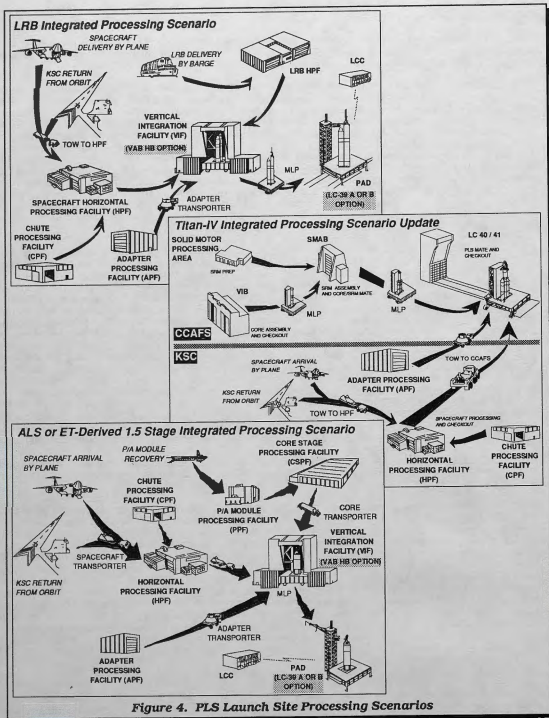 LRB Integrated Processing Scenario
SPACECRAFT
DELIVERY BY PLANE
LRB DELIVERY
BY BARGE
LRB HPF
LCC
KSC RETURN
FROM ORBIT
VERTICAL
INTEGRATION
FACILITY (VIF)
(VAB HB OPTION)
TOW TO HPF
MLP
PAD
(LC-39 A OR B
OPTION)
SPACECRAFT HORIZONTAL
PROCESSING FACILITY (HPF)
ADAPTER
TRANSPORTER
CHUTE
PROCESSING
FACILITY
(CPF)
ADAPTER
PROCESSING
FACILITY (APF)
Titan-IV Integrated Processing Scenario Update
SOLID MOTOR
PROCESSING
AREA
SMAB
LC 40 / 41
PLS MATE AND
CHECKOUT
SRM PREP
SRM ASSEMBLY
AND CORE/SRM MATE
VIB
MLP
MLP
CORE ASSEMBLY
AND CHECKOUT
CCAFS
KSC
SPACECRAFT ARRIVAL
BY PLANE
TOW TO CCAFS
ADAPTER PROCESSING
FACILITY (APF)
KSC RETURN
FROM ORBIT
TOW TO HPF
SPACECRAFT PROCESSING
AND CHECKOUT
HORIZONTAL
PROCESSING FACILITY
(HPF)
CHUTE
PROCESSING
FACILITY
(CPF)
ALS or ET-Derived 1.5 Stage Integrated Processing Scenario
SPACECRAFT ARRIVAL
BY PLANE
P/A MODULE
RECOVERY
CORE STAGE
PROCESSING FACILITY
(CSPF)
CHUTE
PROCESSING
FACILITY (CPF)
P/A MODULE
PROCESSING FACILITY
(PPF)
CORE
TRANSPORTER
VERTICAL
INTEGRATION
FACILITY (VIF)
(VAB HB OPTION)
SPACECRAFT
TRANSPORTER
KSC RETURN
FROM ORBIT
HORIZONTAL
PROCESSING FACILITY
(HPF)
MLP
ADAPTER
TRANSPORTER
ADAPTER
PROCESSING
FACILITY (APF)
LCC
PAD
(LC-39 A OR B
OPTION)
Figure 4. PLS Launch Site Processing Scenarios